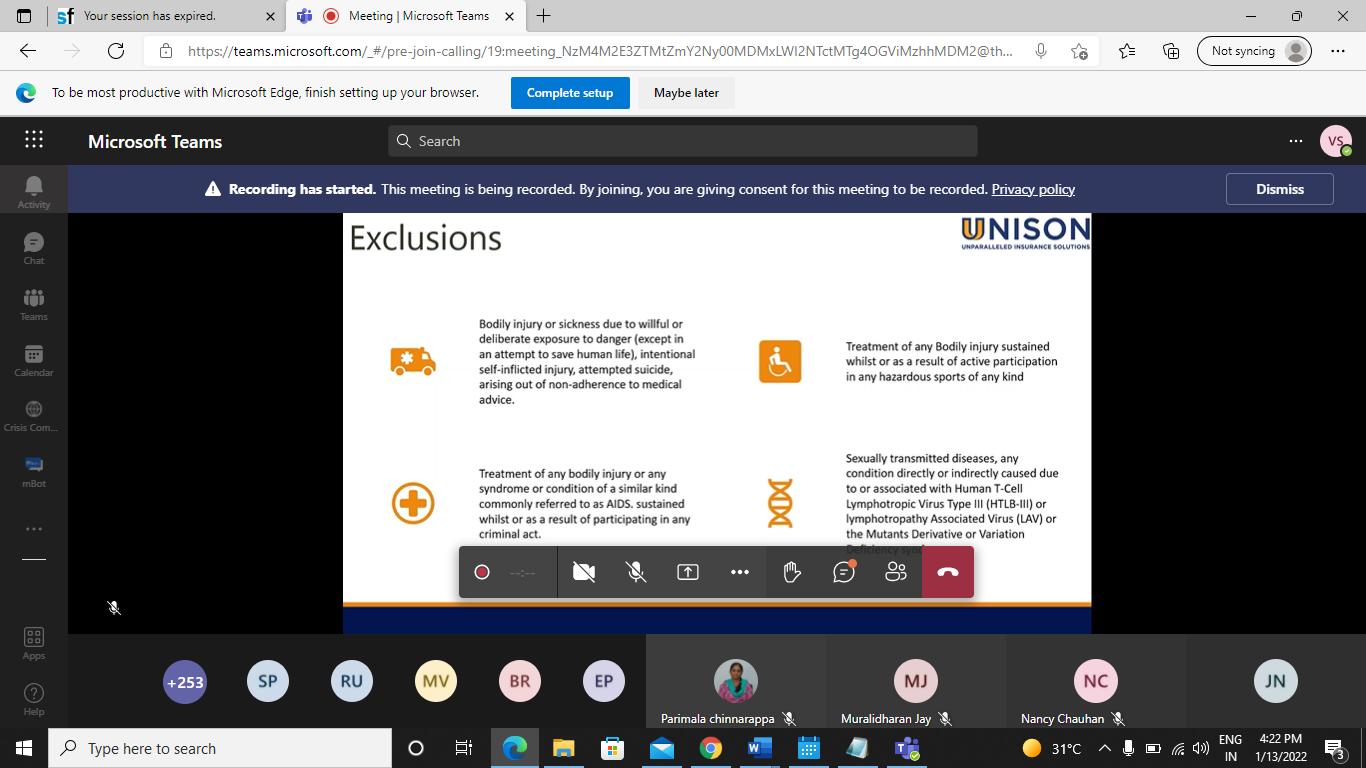 Your session has expired.
Meeting | Microsoft Teams
https://teams.microsoft.com/_#/pre-join-calling/19:meeting_NzM4M2E3ZTMtZmY2Ny00MDMxLWI2NTctMTg4OGViMzhhMDM2@th...
Not syncing
To be most productive with Microsoft Edge, finish setting up your browser.
Complete setup
Maybe later
Microsoft Teams
Search
VS
Recording has started. This meeting is being recorded. By joining, you are giving consent for this meeting to be recorded. Privacy policy
Dismiss
Activity
Chat
Teams
Calendar
Crisis Com...
mBot
Apps
Help
Exclusions
UNISON
UNPARALLELED INSURANCE SOLUTIONS
Bodily injury or sickness due to willful or
deliberate exposure to danger (except in
an attempt to save human life), intentional
self-inflicted injury, attempted suicide,
arising out of non-adherence to medical
advice.
Treatment of any Bodily injury sustained
whilst or as a result of active participation
in any hazardous sports of any kind
Treatment of any bodily injury or any
syndrome or condition of a similar kind
commonly referred to as AIDS. sustained
whilst or as a result of participating in any
criminal act.
Sexually transmitted diseases, any
condition directly or indirectly caused due
to or associated with Human T-Cell
Lymphotropic Virus Type III (HTLB-III) or
lymphotropathy Associated Virus (LAV) or
the Mutants Derivative or Variation
Deficiency
--:--
+253
SP
RU
MV
BR
EP
Parimala chinnarappa
MJ
Muralidharan Jay
NC
Nancy Chauhan
JN
Type here to search
31°C
ENG
IN
4:22 PM
1/13/2022
3